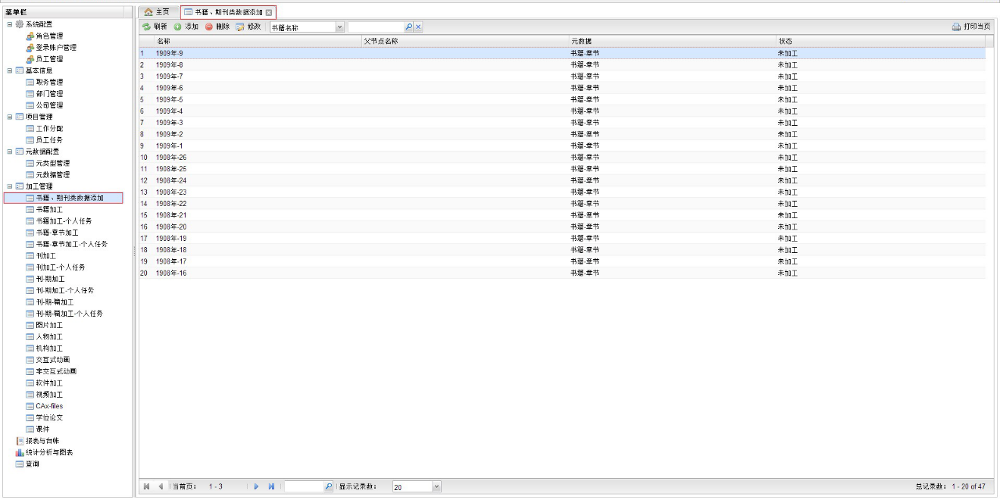 菜单栏
系统配置
角色管理
登录账户管理
员工管理
基本信息
职务管理
部门管理
公司管理
项目管理
工作分配
员工任务
元数据配置
元类型管理
元数据管理
加工管理
书籍、期刊类数据添加
书籍加工
书籍加工-个人任务
书籍-章节加工
书籍-章节加工-个人任务
刊加工
刊加工-个人任务
刊-期加工
刊-期加工-个人任务
刊-期-篇加工
刊-期-篇加工-个人任务
图片加工
人物加工
机构加工
交互式动画
非交互式动画
软件加工
视频加工
CAx-files
学位论文
课件
报表与台帐
统计分析与图表
查询
主页 书籍、期刊类数据添加
刷新 添加 删除 修改 书籍名称 打印当页
名称 父节点名称 元数据 状态
1 1909年-9 书籍-章节 未加工
2 1909年-8 书籍-章节 未加工
3 1909年-7 书籍-章节 未加工
4 1909年-6 书籍-章节 未加工
5 1909年-5 书籍-章节 未加工
6 1909年-4 书籍-章节 未加工
7 1909年-3 书籍-章节 未加工
8 1909年-2 书籍-章节 未加工
9 1909年-1 书籍-章节 未加工
10 1908年-26 书籍-章节 未加工
11 1908年-25 书籍-章节 未加工
12 1908年-24 书籍-章节 未加工
13 1908年-23 书籍-章节 未加工
14 1908年-22 书籍-章节 未加工
15 1908年-21 书籍-章节 未加工
16 1908年-20 书籍-章节 未加工
17 1908年-19 书籍-章节 未加工
18 1908年-18 书籍-章节 未加工
19 1908年-17 书籍-章节 未加工
20 1908年-16 书籍-章节 未加工
当前页： 1 - 3 显示记录数： 20 总记录数： 1 - 20 of 47